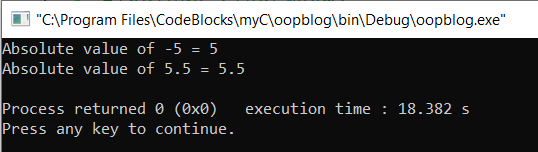 "C:\Program Files\CodeBlocks\myC\oopblog\bin\Debug\oopblog.exe"
Absolute value of -5 = 5
Absolute value of 5.5 = 5.5
Process returned 0 (0x0)   execution time : 18.382 s
Press any key to continue.